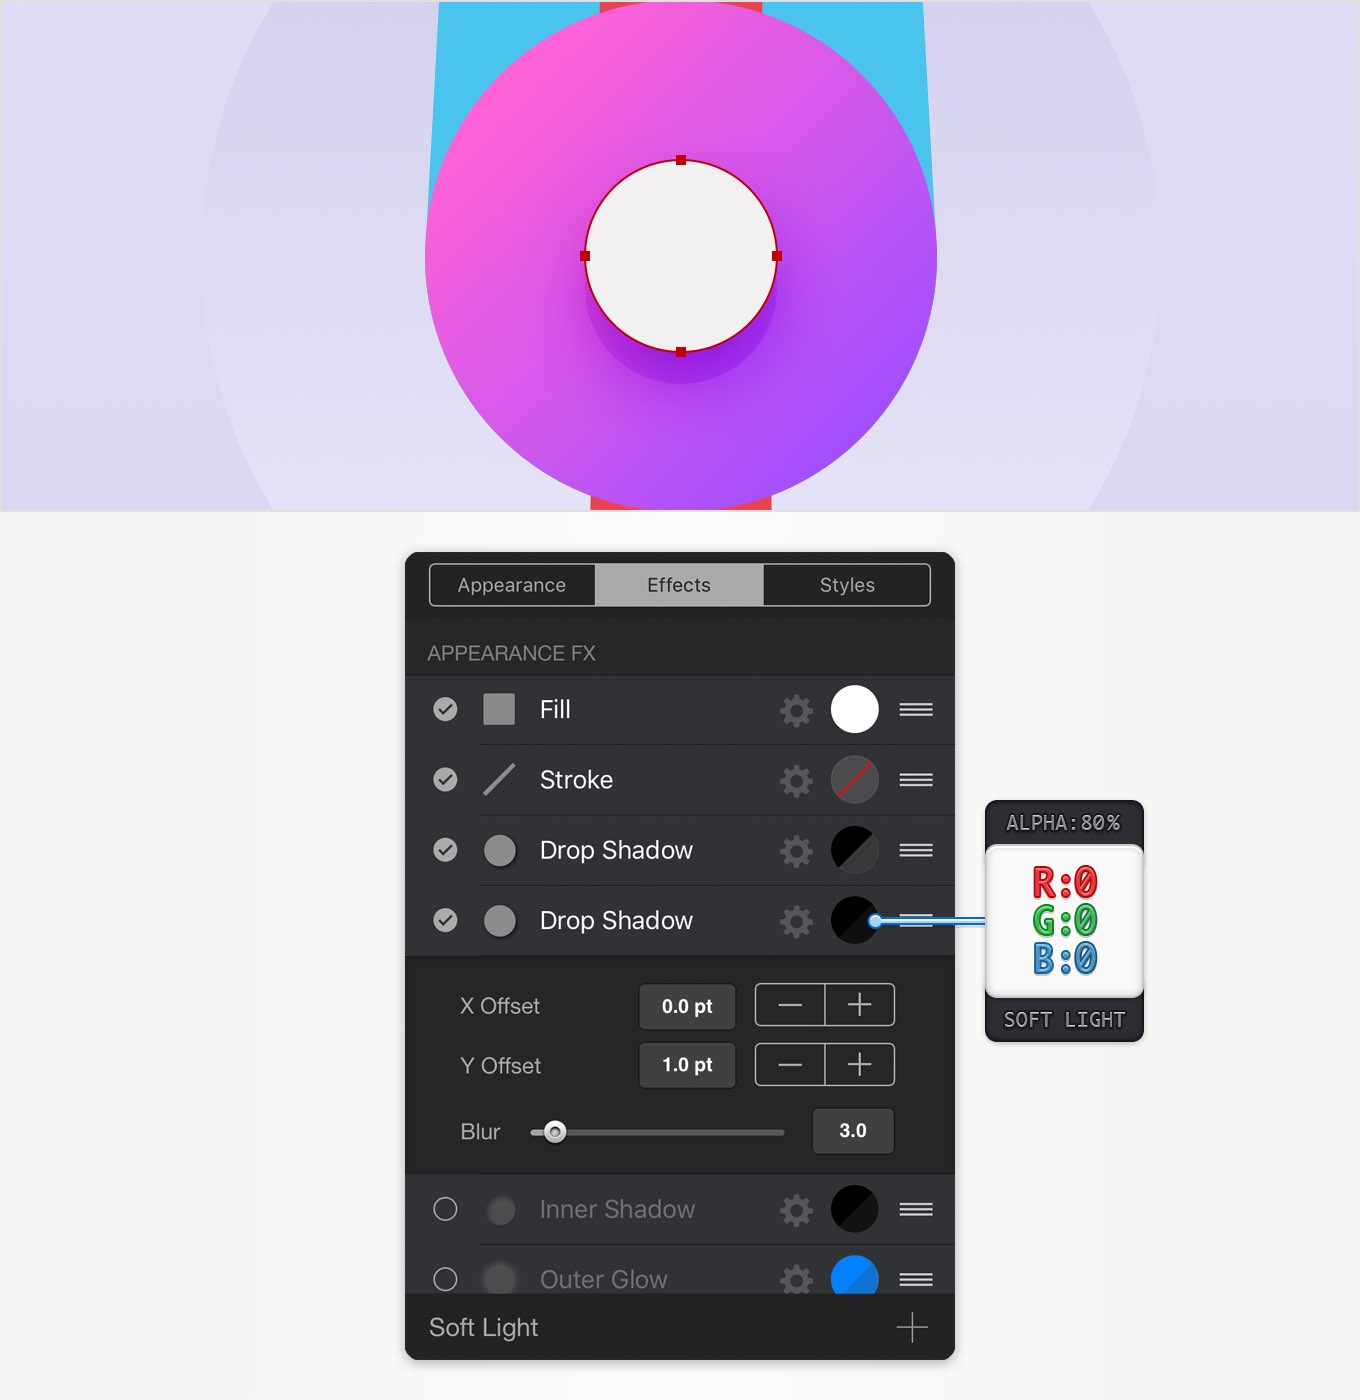 Appearance Effects Styles
APPEARANCE FX
Fill
Stroke
Drop Shadow
Drop Shadow
X Offset 0.0 pt
Y Offset 1.0 pt
Blur 3.0
Inner Shadow
Outer Glow
Soft Light
ALPHA:80%
R:0
G:0
B:0
SOFT LIGHT